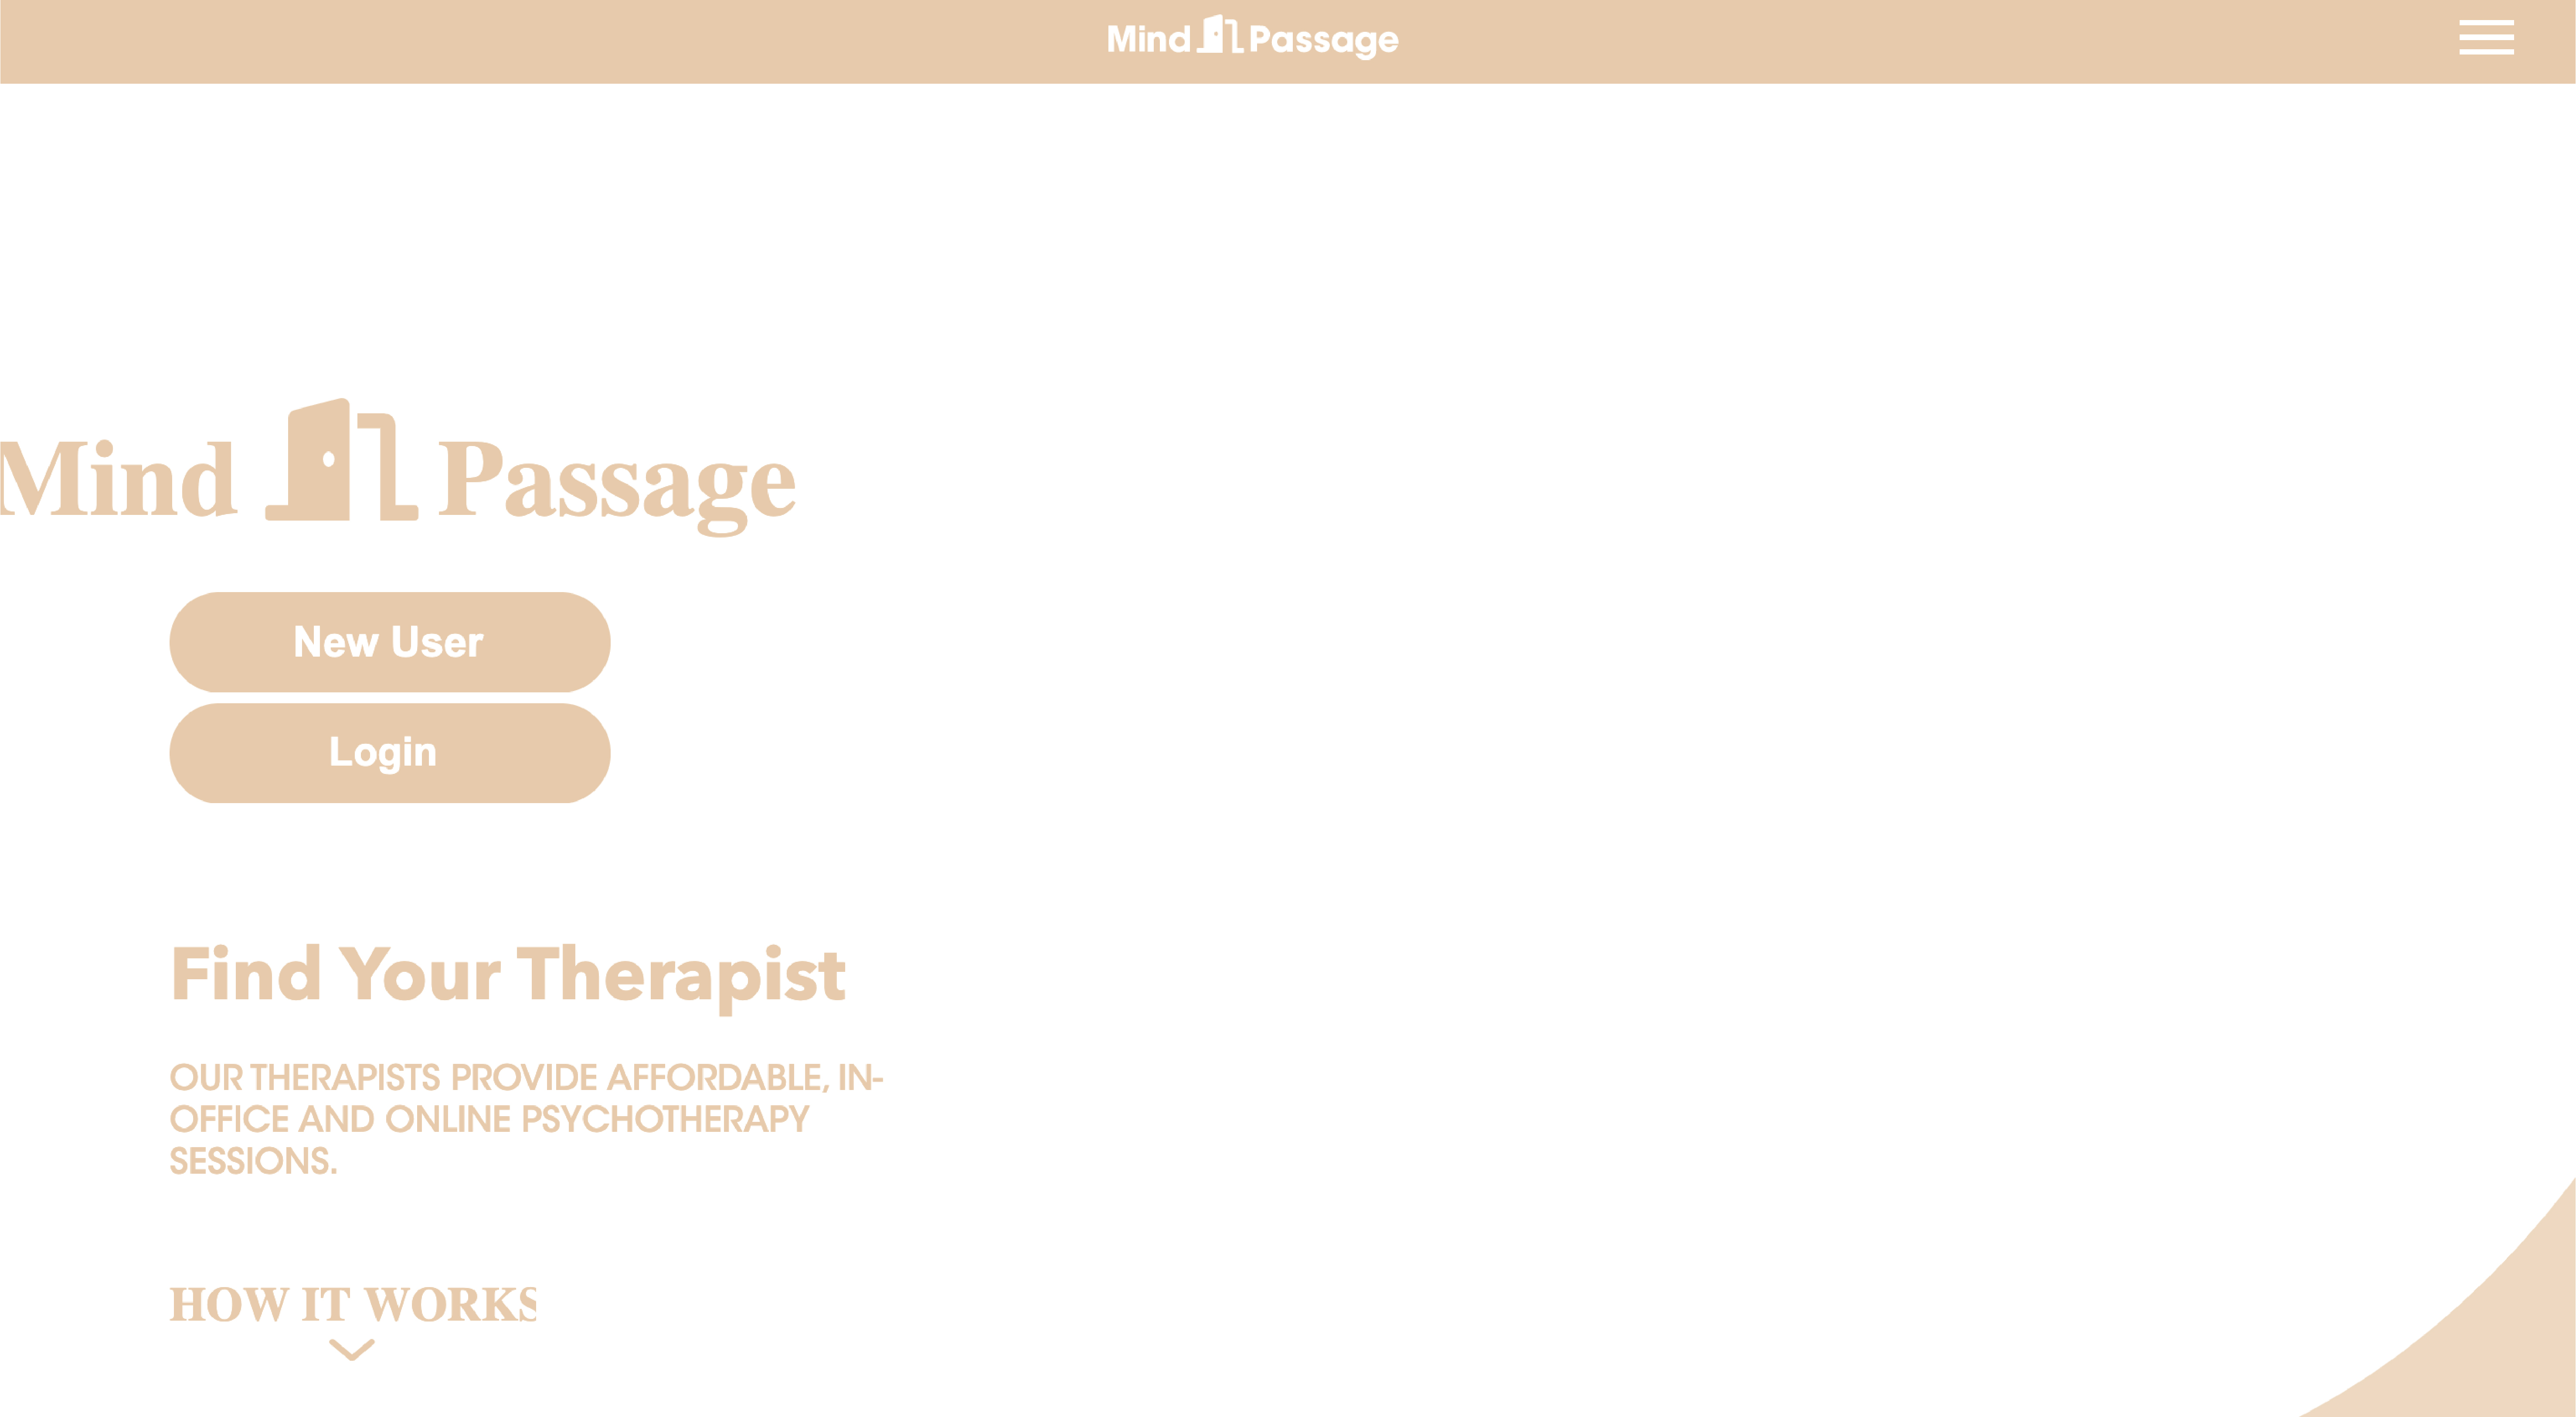 Mind Passage
Mind Passage
New User
Login
Find Your Therapist
OUR THERAPISTS PROVIDE AFFORDABLE, IN-
OFFICE AND ONLINE PSYCHOTHERAPY
SESSIONS.
HOW IT WORKS